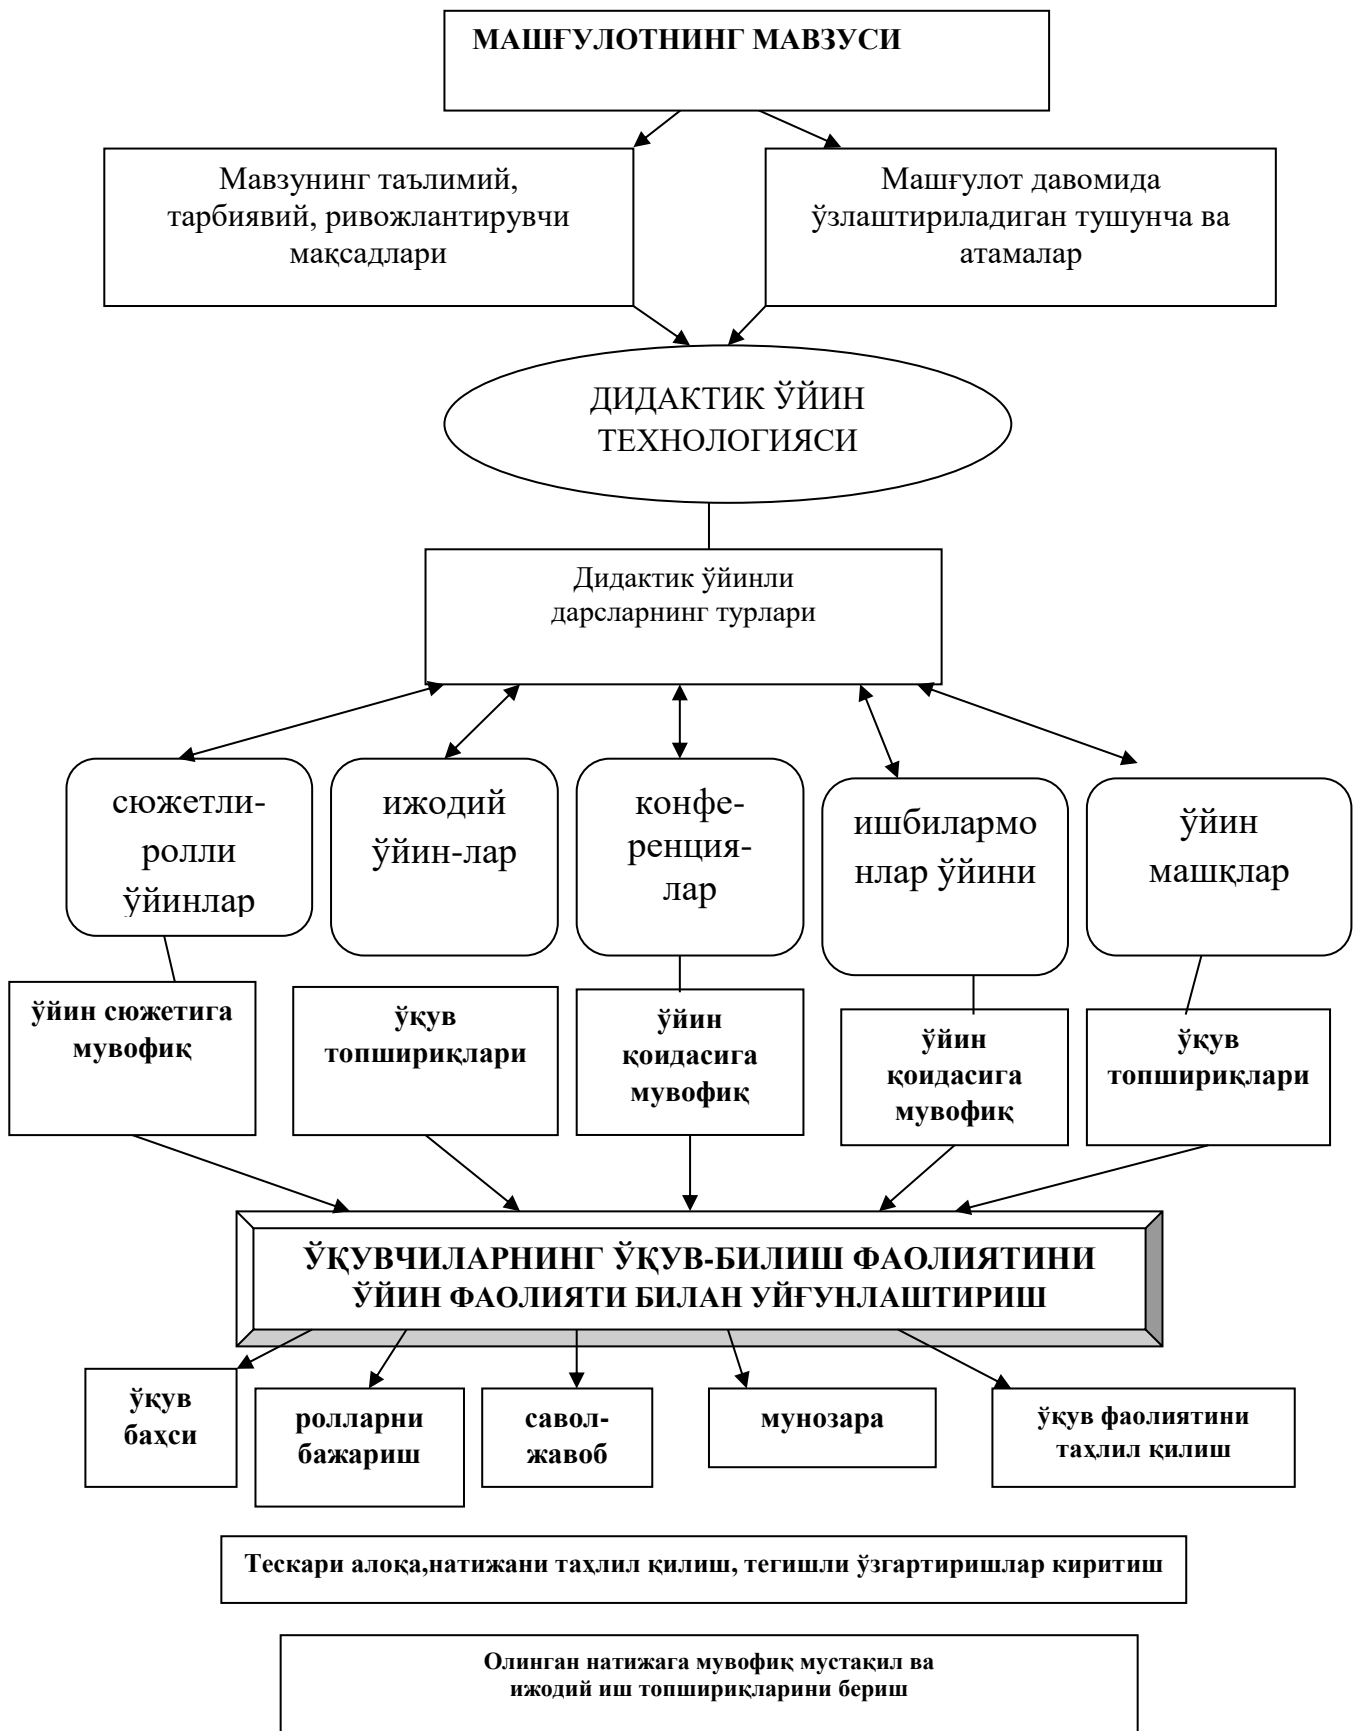 МАШҒУЛОТНИНГ МАВЗУСИ
Мавзунинг таълимий,
тарбиявий, ривожлантирувчи
мақсадлари
Машғулот давомида
ўзлаштириладиган тушунча ва
атамалар
ДИДАКТИК ЎЙИН
ТЕХНОЛОГИЯСИ
Дидактик ўйинли
дарсларнинг турлари
сюжетли-
ролли
ўйинлар
ижодий
ўйин-лар
конфе-
ренция-
лар
ишбилармо
нлар ўйини
ўйин
машқлар
ўйин сюжетига
мувофиқ
ўқув
топшириқлари
ўйин
қоидасига
мувофиқ
ўйин
қоидасига
мувофиқ
ўқув
топшириқлари
ЎҚУВЧИЛАРНИНГ ЎҚУВ-БИЛИШ ФАОЛИЯТИНИ
ЎЙИН ФАОЛИЯТИ БИЛАН УЙҒУНЛАШТИРИШ
ўқув
баҳси
ролларни
бажариш
савол-
жавоб
мунозара
ўқув фаолиятини
таҳлил қилиш
Тескари алоқа,натижани таҳлил қилиш, тегишли ўзгартиришлар киритиш
Олинган натижага мувофиқ мустақил ва
ижодий иш топшириқларини бериш